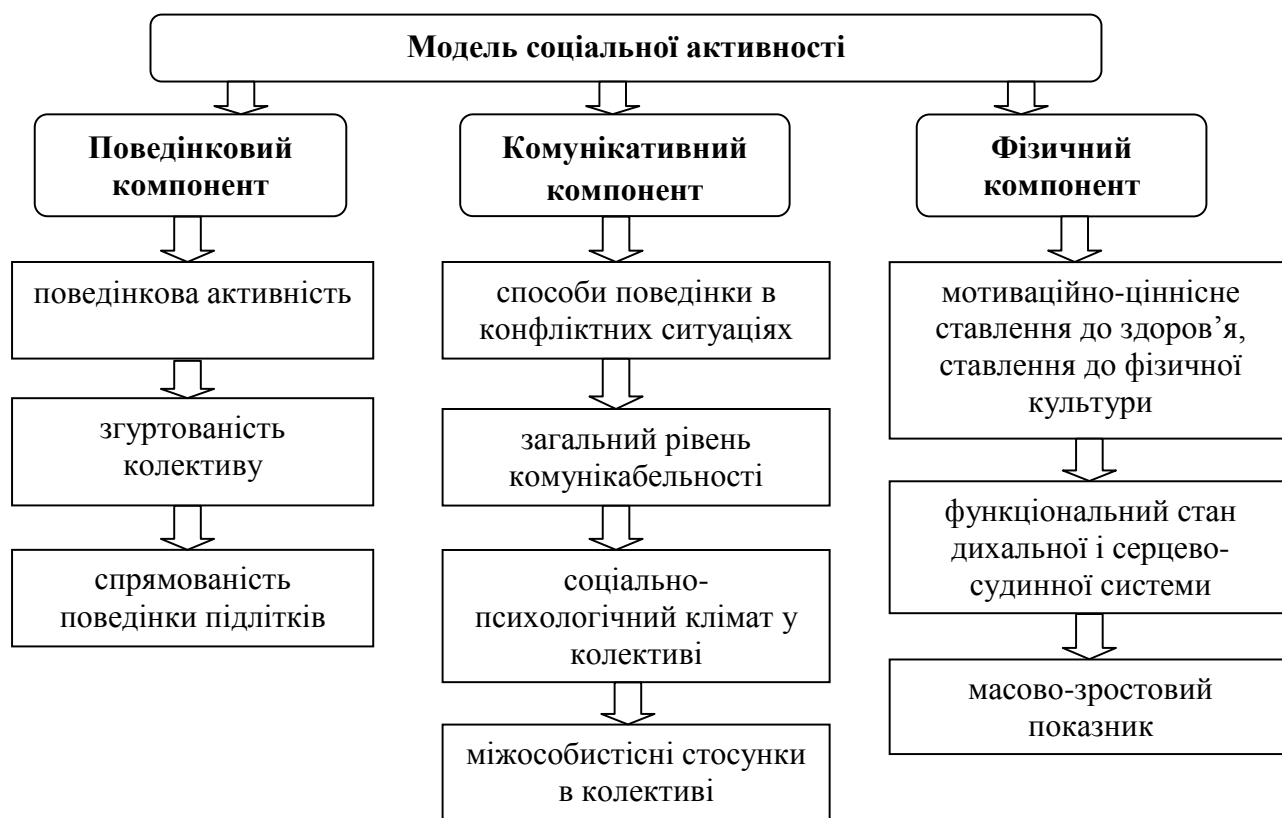 Модель соціальної активності
Поведінковий
компонент
поведінкова активність
згуртованість
колективу
спрямованість
поведінки підлітків
Комунікативний
компонент
способи поведінки в
конфліктних ситуаціях
загальний рівень
комунікабельності
соціально-
психологічний клімат у
колективі
міжособистісні стосунки
в колективі
Фізичний
компонент
мотиваційно-ціннісне
ставлення до здоров’я,
ставлення до фізичної
культури
функціональний стан
дихальної і серцево-
судинної системи
масово-зростовий
показник